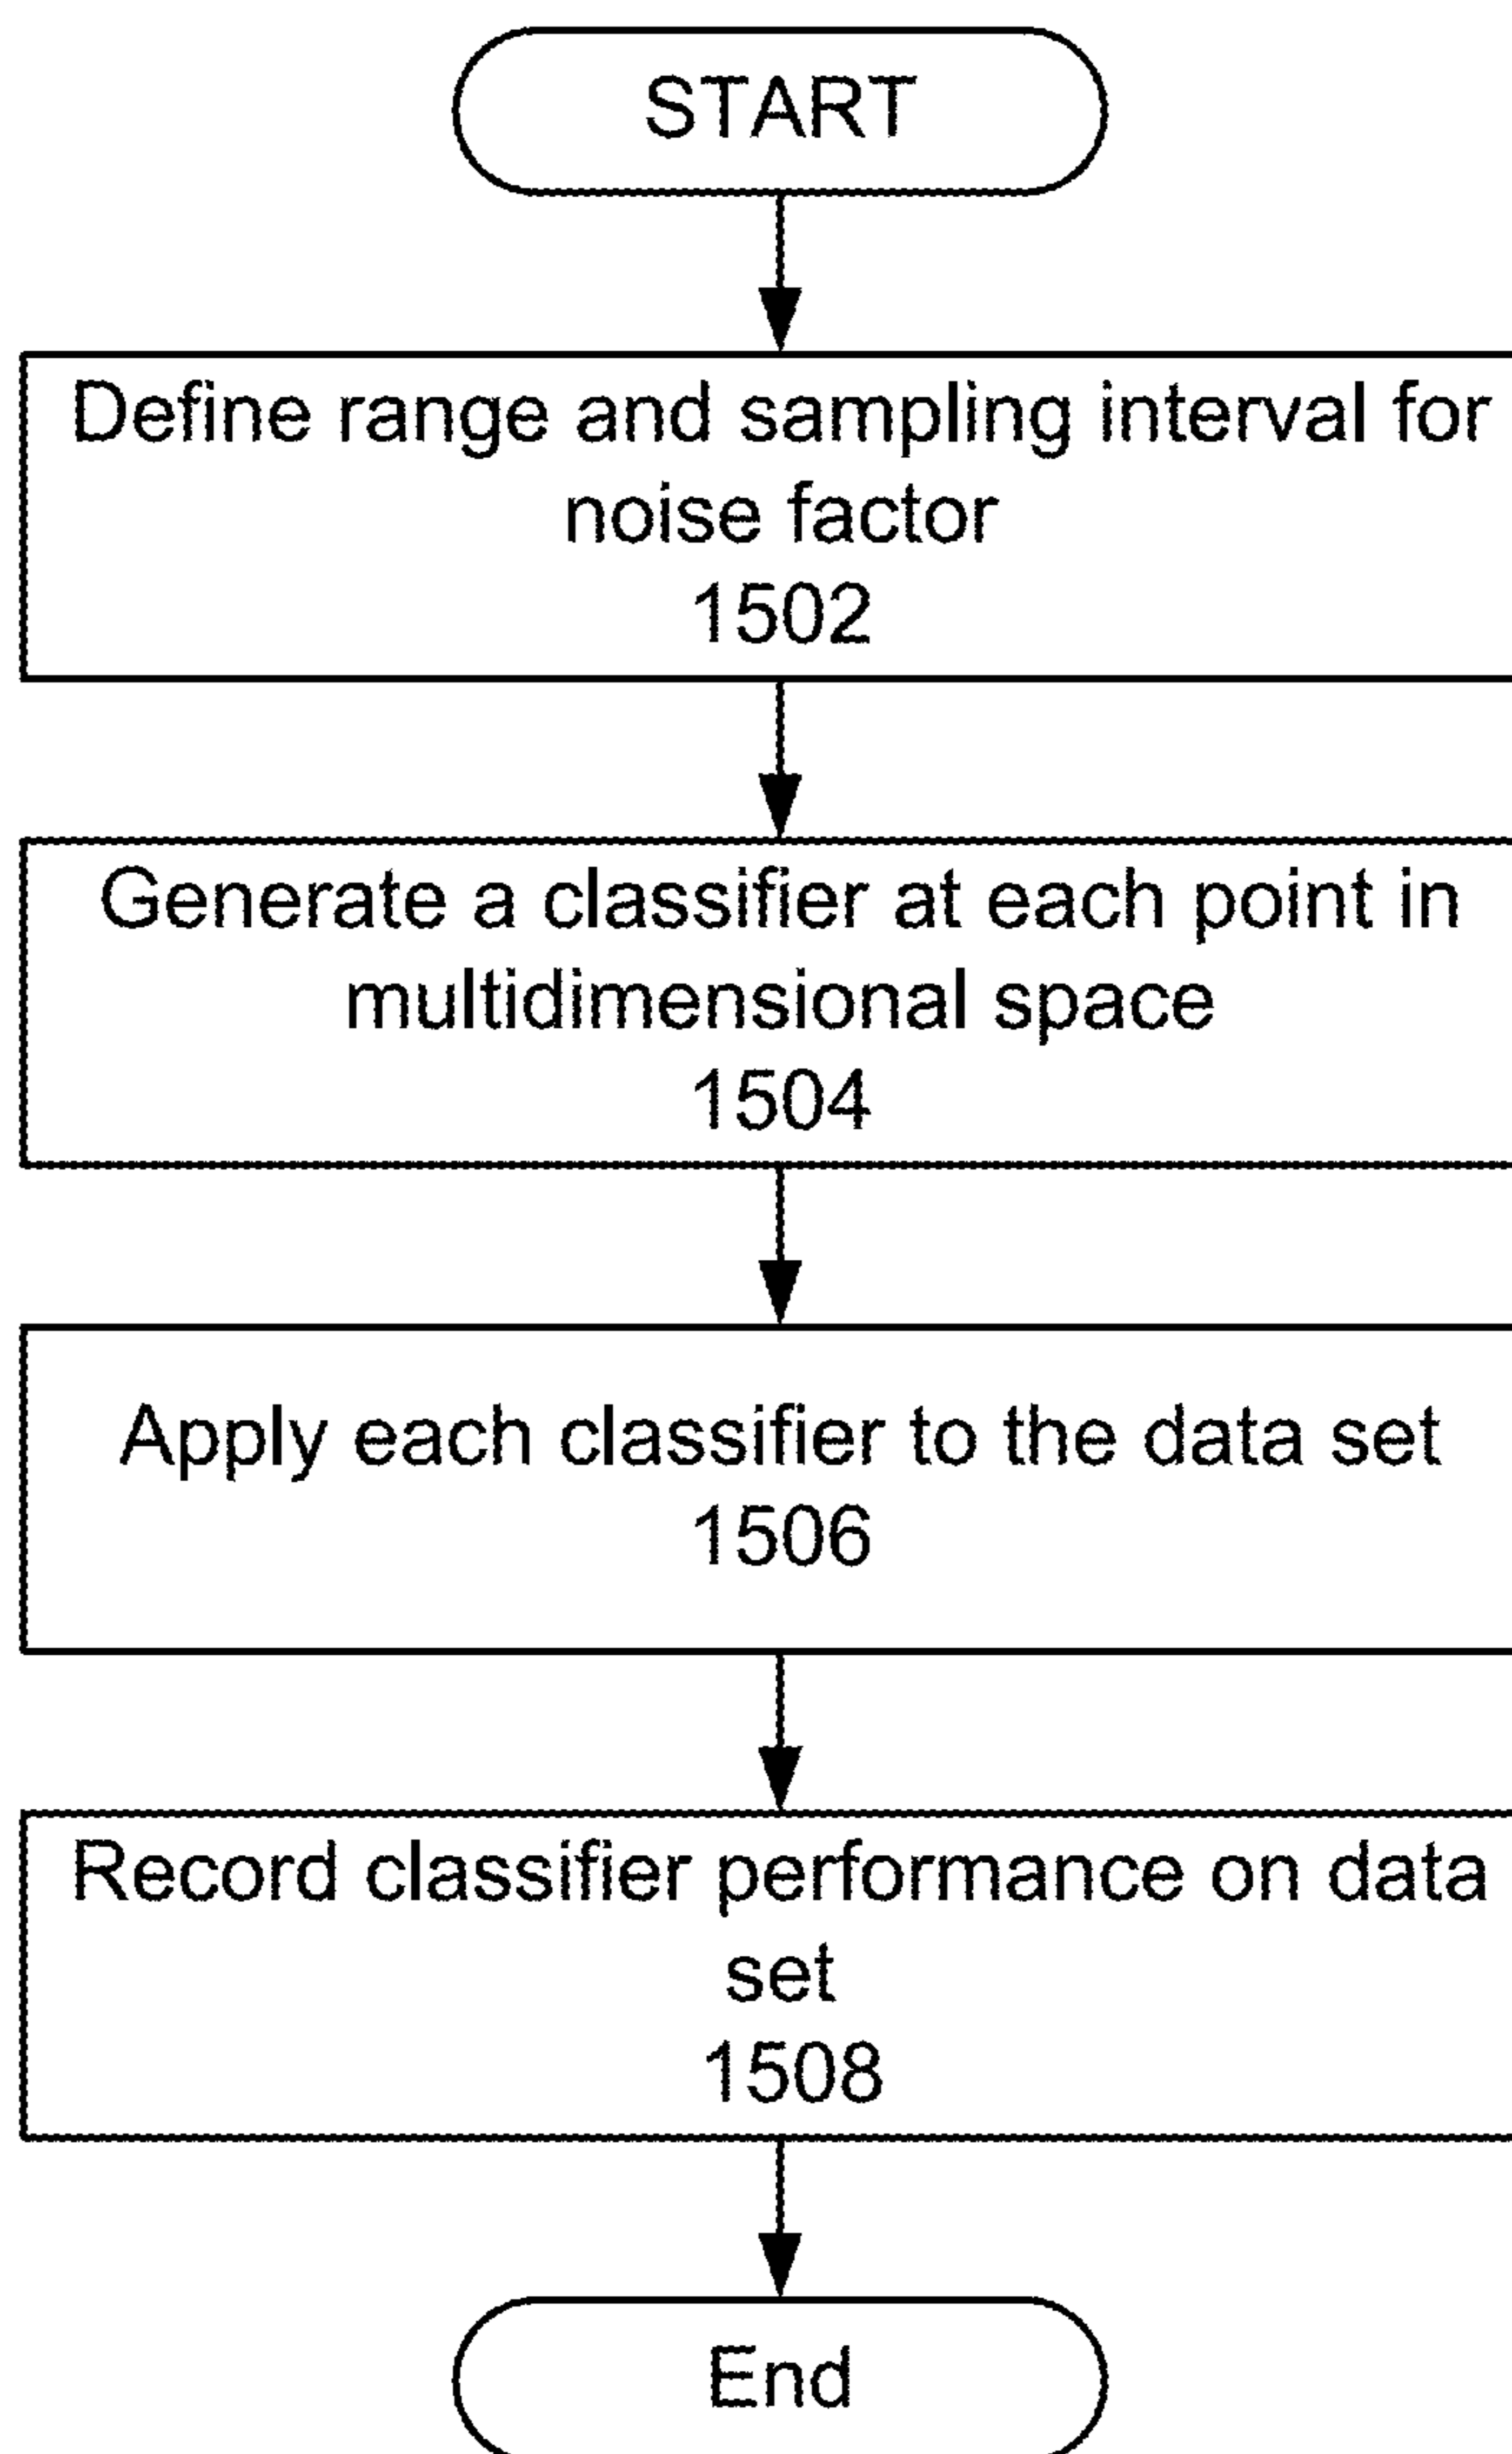 START
Define range and sampling interval for
noise factor
1502
Generate a classifier at each point in
multidimensional space
1504
Apply each classifier to the data set
1506
Record classifier performance on data
set
1508
End